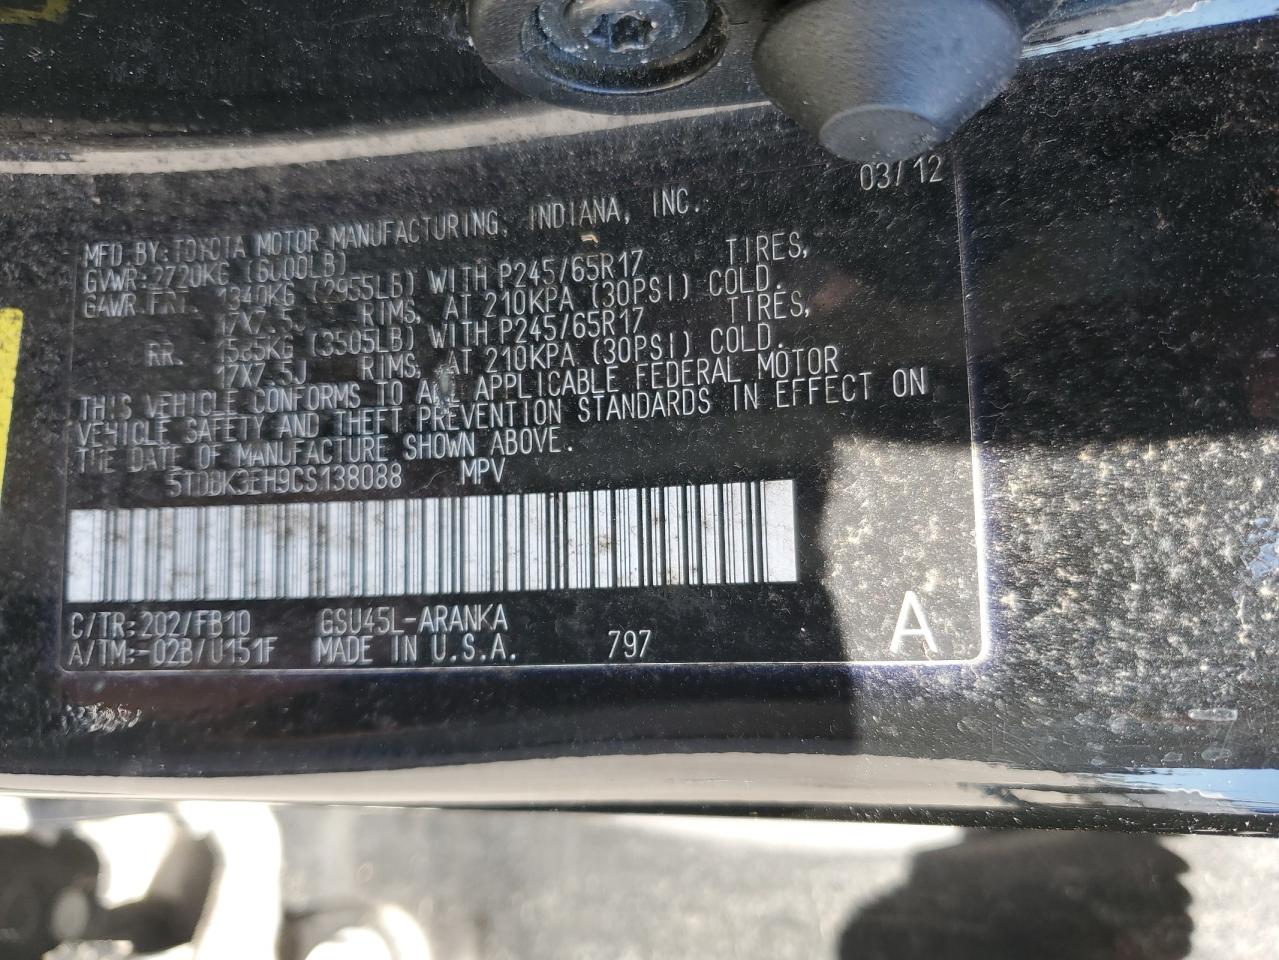 03/12
MFD. BY: TOYOTA MOTOR MANUFACTURING, INDIANA, INC.
GVWR: 2720KG (6000LB)
GAWR FRT. 1340KG (2955LB) WITH P245/65R17 TIRES,
17X7.5J RIMS, AT 210KPA (30PSI) COLD.
RR. 1585KG (3505LB) WITH P245/65R17 TIRES,
17X7.5J RIMS, AT 210KPA (30PSI) COLD.
THIS VEHICLE CONFORMS TO ALL APPLICABLE FEDERAL MOTOR
VEHICLE SAFETY AND THEFT PREVENTION STANDARDS IN EFFECT ON
THE DATE OF MANUFACTURE SHOWN ABOVE.
5TDBK3EH9CS138088 MPV
C/TR: 202/FB10 GSU45L-ARANKA
A/TM: -02B/U151F MADE IN U.S.A. 797
A